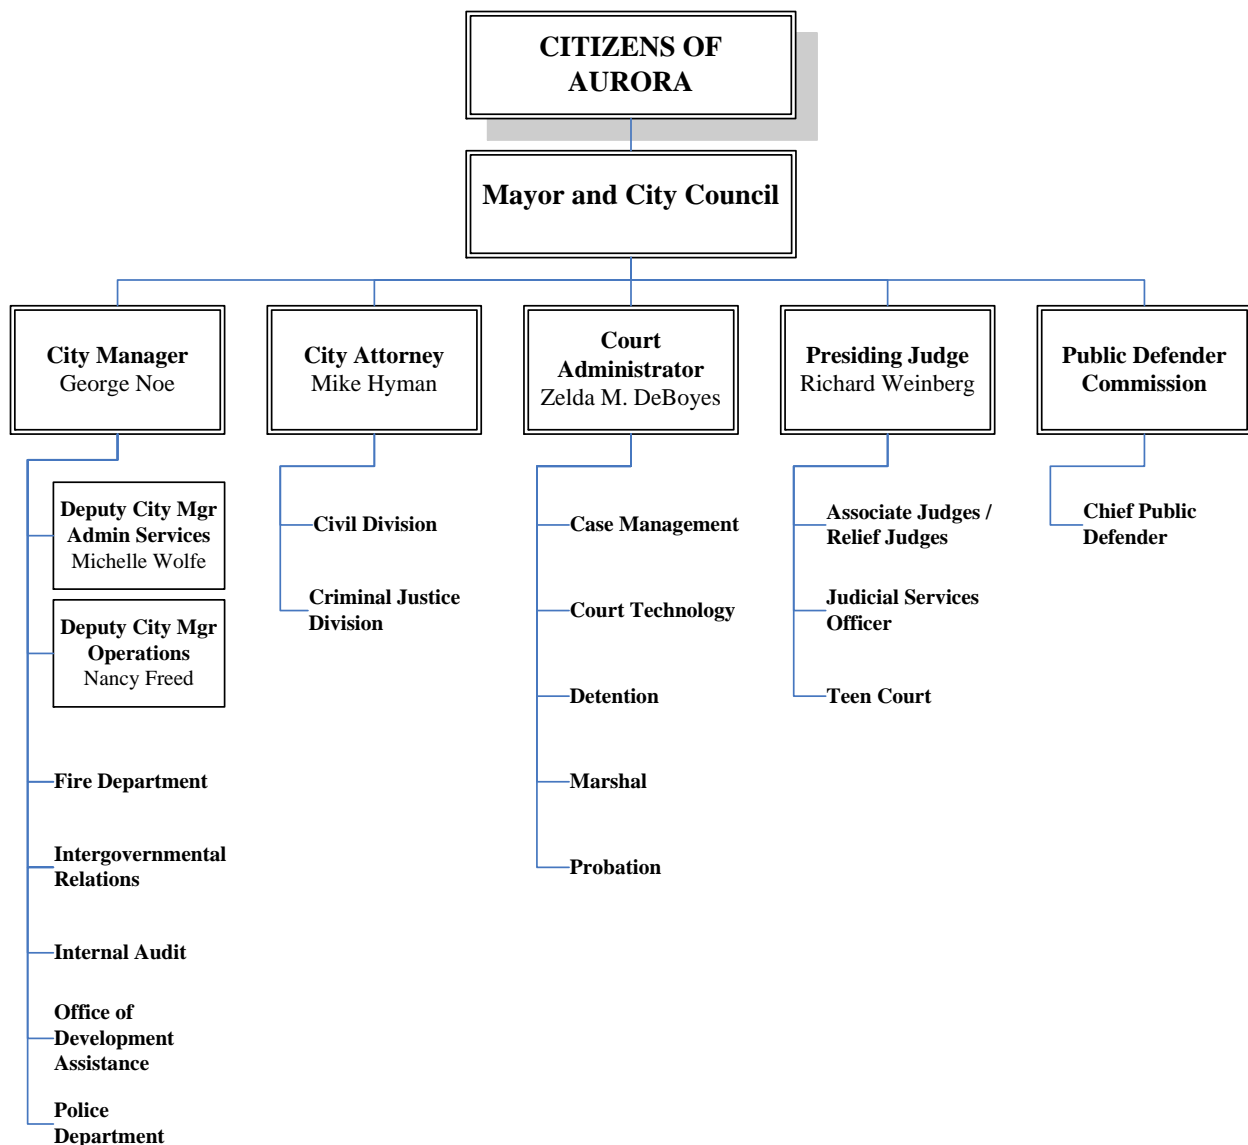 CITIZENS OF
AURORA
Mayor and City Council
City Manager
George Noe
City Attorney
Mike Hyman
Court
Administrator
Zelda M. DeBoyes
Presiding Judge
Richard Weinberg
Public Defender
Commission
Deputy City Mgr
Admin Services
Michelle Wolfe
Deputy City Mgr
Operations
Nancy Freed
Fire Department
Intergovernmental
Relations
Internal Audit
Office of
Development
Assistance
Police
Department
Civil Division
Criminal Justice
Division
Case Management
Court Technology
Detention
Marshal
Probation
Associate Judges /
Relief Judges
Judicial Services
Officer
Teen Court
Chief Public
Defender